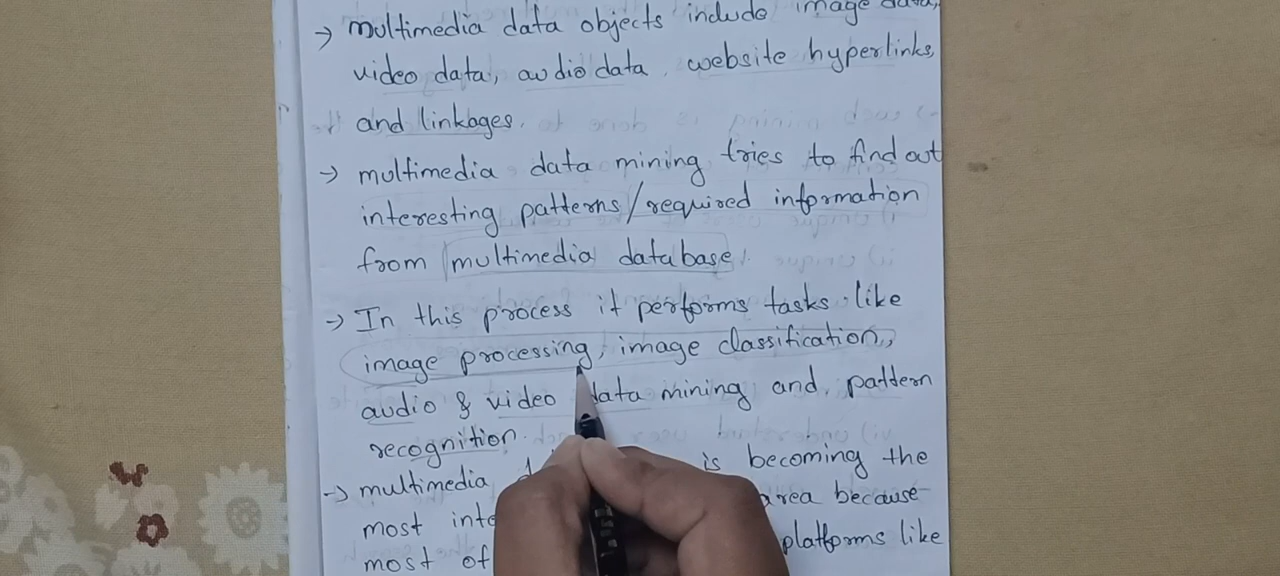 → multimedia data objects include image data,
video data, audio data, website hyperlinks,
and linkages.
→ multimedia data mining tries to find out
interesting patterns/required information
from multimedia database.
→ In this process it performs tasks like
image processing, image classification,
audio & video data mining and pattern
recognition.
→ multimedia is becoming the
most area because
most of platforms like